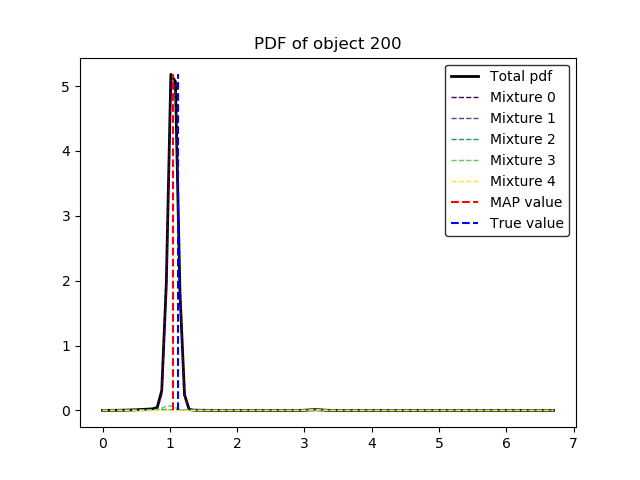 PDF of object 200
Total pdf
Mixture 0
Mixture 1
Mixture 2
Mixture 3
Mixture 4
MAP value
True value
5
4
3
2
1
0
0 1 2 3 4 5 6 7